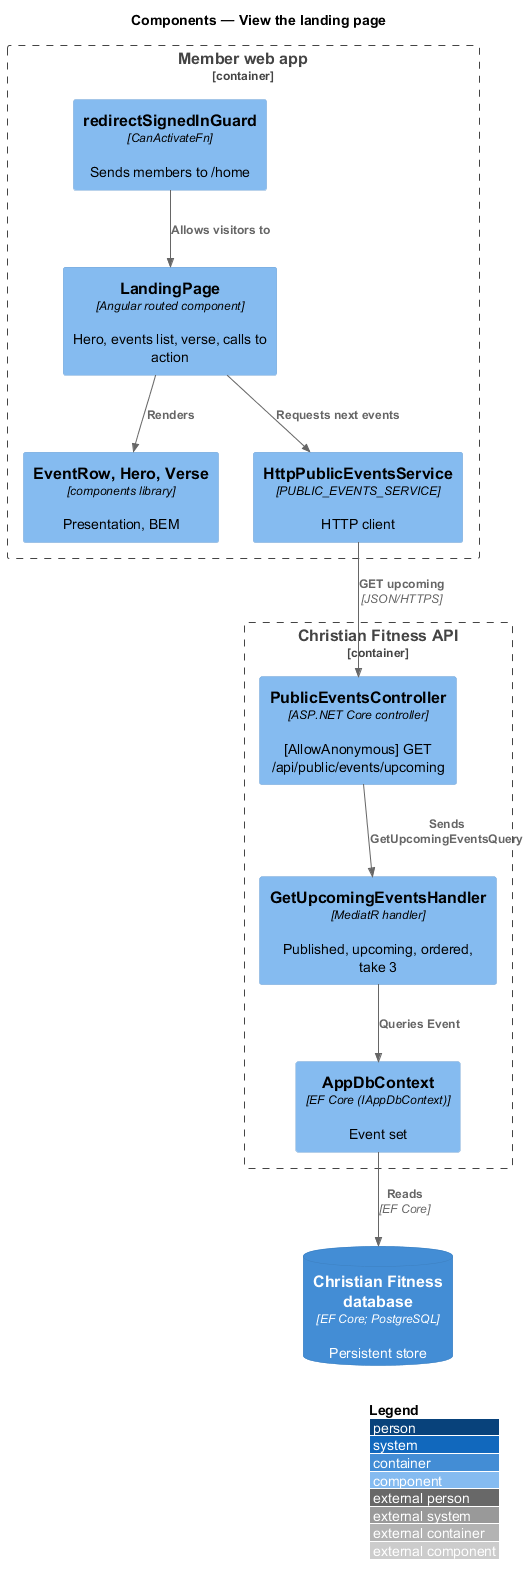 Components — View the landing page
Member web app
[container]
redirectSignedInGuard
[CanActivateFn]
Sends members to /home
Allows visitors to
LandingPage
[Angular routed component]
Hero, events list, verse, calls to
action
Renders
Requests next events
EventRow, Hero, Verse
[components library]
Presentation, BEM
HttpPublicEventsService
[PUBLIC_EVENTS_SERVICE]
HTTP client
GET upcoming
[JSON/HTTPS]
Christian Fitness API
[container]
PublicEventsController
[ASP.NET Core controller]
[AllowAnonymous] GET
/api/public/events/upcoming
Sends
GetUpcomingEventsQuery
GetUpcomingEventsHandler
[MediatR handler]
Published, upcoming, ordered,
take 3
Queries Event
AppDbContext
[EF Core (IAppDbContext)]
Event set
Reads
[EF Core]
Christian Fitness
database
[EF Core; PostgreSQL]
Persistent store
Legend
person
system
container
component
external person
external system
external container
external component